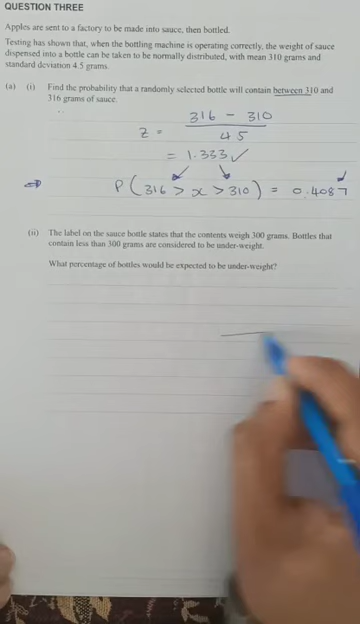 QUESTION THREE
Apples are sent to a factory to be made into sauce, then bottled.
Testing has shown that, when the bottling machine is operating correctly, the weight of sauce
dispensed into a bottle can be taken to be normally distributed, with mean 310 grams and
standard deviation 4.5 grams.
(a) (i) Find the probability that a randomly selected bottle will contain between 310 and
316 grams of sauce.
316 - 310
z =
4.5
= 1.333 ✓
⇒ P(316 > x > 310) = 0.4087
(ii) The label on the sauce bottle states that the contents weigh 300 grams. Bottles that
contain less than 300 grams are considered to be under-weight.
What percentage of bottles would be expected to be under-weight?